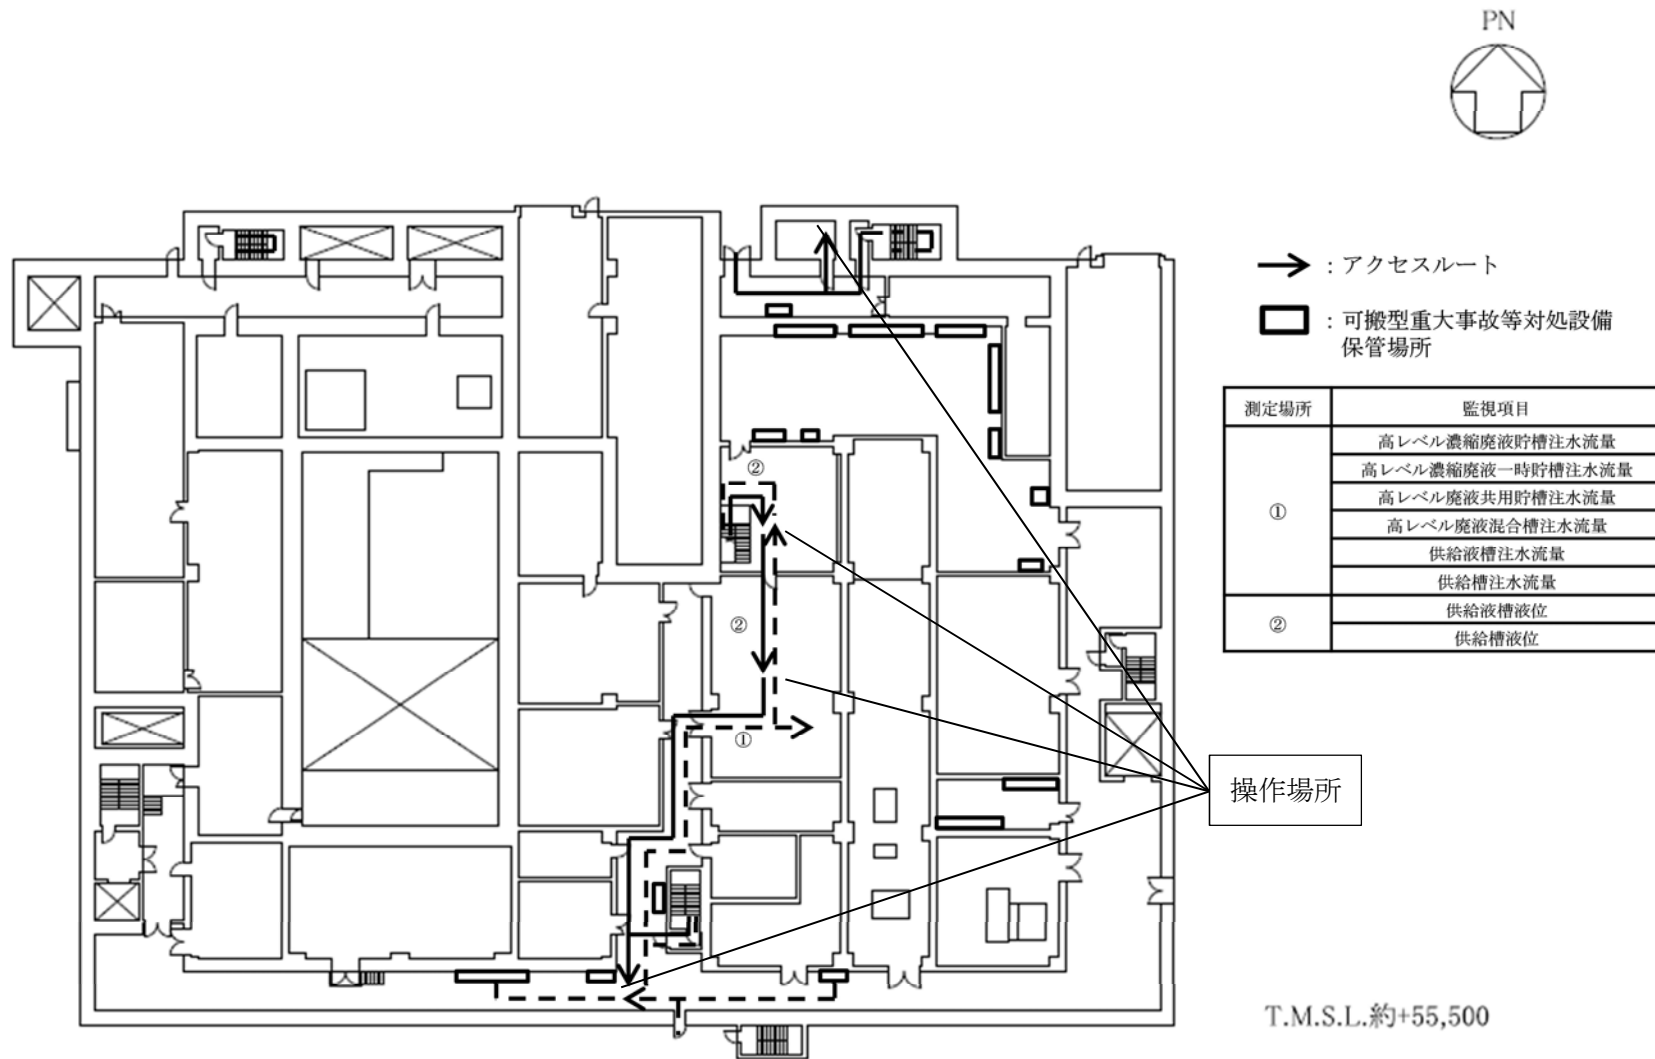 PN
: アクセスルート
: 可搬型重大事故等対処設備
保管場所
測定場所 監視項目
① 高レベル濃縮廃液貯槽注水流量
高レベル濃縮廃液一時貯槽注水流量
高レベル廃液共用貯槽注水流量
高レベル廃液混合槽注水流量
供給液槽注水流量
供給槽注水流量
② 供給液槽液位
供給槽液位
②
②
①
操作場所
T.M.S.L.約+55,500